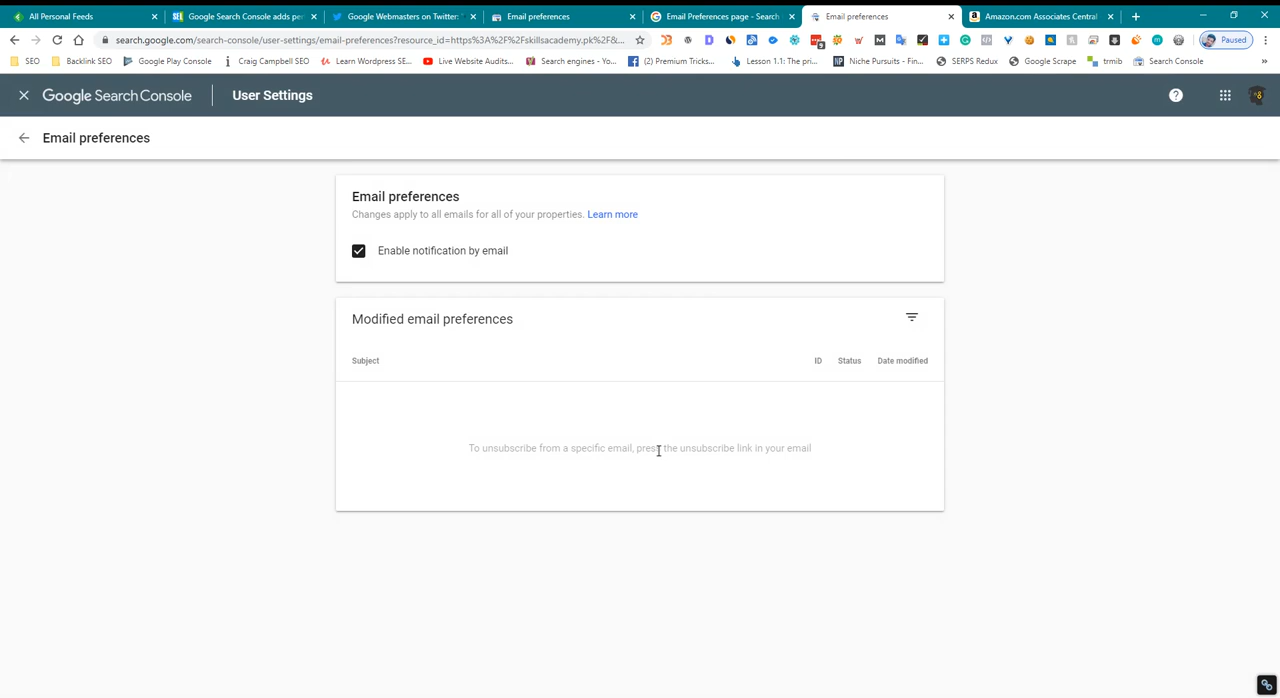 All Personal Feeds
Google Search Console adds per
Google Webmasters on Twitter:
Email preferences
Email Preferences page - Search
Email preferences
Amazon.com Associates Central
search.google.com/search-console/user-settings/email-preferences?resource_id=https%3A%2F%2Fskillsacademy.pk%2F&...
Paused
SEO
Backlink SEO
Google Play Console
Craig Campbell SEO
Learn Wordpress SE...
Live Website Audits...
Search engines - Yo...
(2) Premium Tricks...
Lesson 1.1: The pri...
Niche Pursuits - Fin...
SERPS Redux
Google Scrape
trmib
Search Console
Google Search Console
User Settings
Email preferences
Email preferences
Changes apply to all emails for all of your properties. Learn more
Enable notification by email
Modified email preferences
Subject ID Status Date modified
To unsubscribe from a specific email, press the unsubscribe link in your email